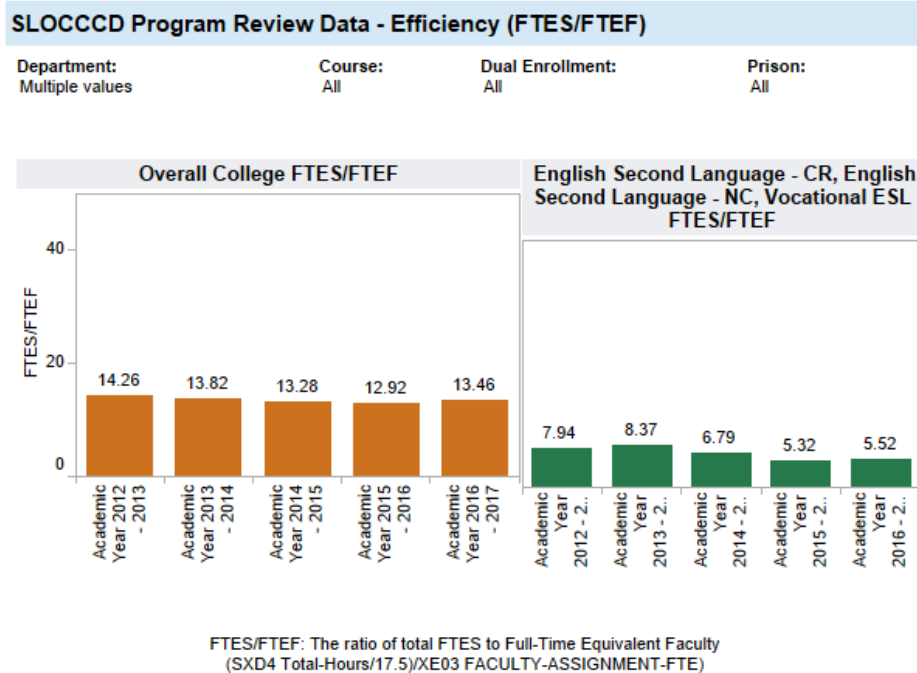 SLOCCCD Program Review Data - Efficiency (FTES/FTEF)
Department:
Multiple values
Course:
All
Dual Enrollment:
All
Prison:
All
Overall College FTES/FTEF
FTES/FTEF
40
20
0
14.26
13.82
13.28
12.92
13.46
Academic
Year 2012
- 2013
Academic
Year 2013
- 2014
Academic
Year 2014
- 2015
Academic
Year 2015
- 2016
Academic
Year 2016
- 2017
English Second Language - CR, English
Second Language - NC, Vocational ESL
FTES/FTEF
7.94
8.37
6.79
5.32
5.52
Academic
Year
2012 - 2..
Academic
Year
2013 - 2..
Academic
Year
2014 - 2..
Academic
Year
2015 - 2..
Academic
Year
2016 - 2..
FTES/FTEF: The ratio of total FTES to Full-Time Equivalent Faculty
(SXD4 Total-Hours/17.5)/XE03 FACULTY-ASSIGNMENT-FTE)